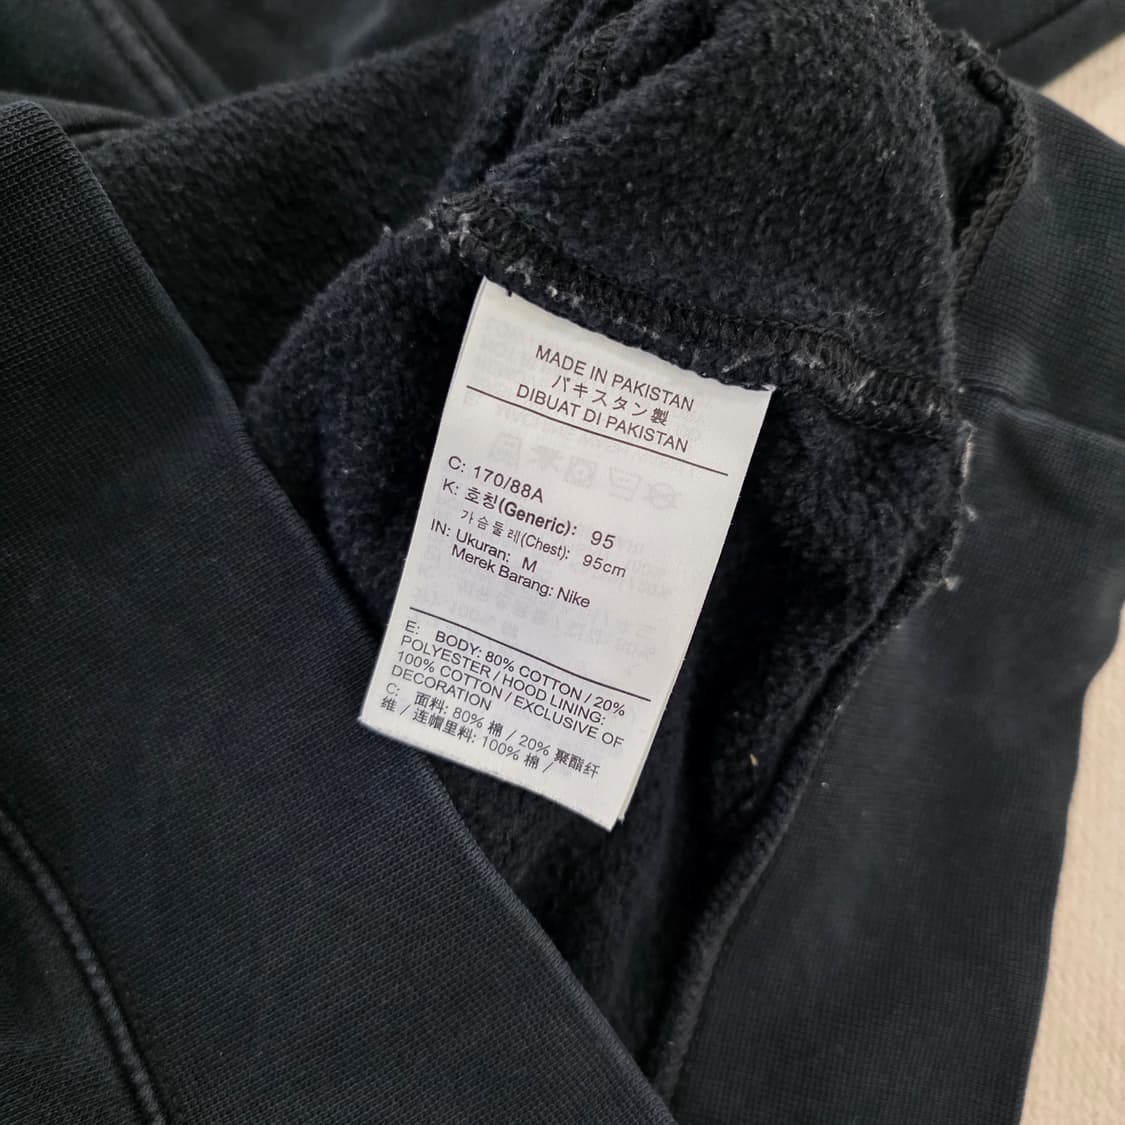 MADE IN PAKISTAN
パキスタン製
DIBUAT DI PAKISTAN
C: 170/88A
K: 호칭(Generic): 95
가슴둘레(Chest): 95cm
IN: Ukuran: M
Merek Barang: Nike
E: BODY: 80% COTTON / 20%
POLYESTER / HOOD LINING:
100% COTTON / EXCLUSIVE OF
DECORATION
C: 面料: 80% 棉 / 20% 聚酯纤
维 / 连帽里料: 100% 棉 /